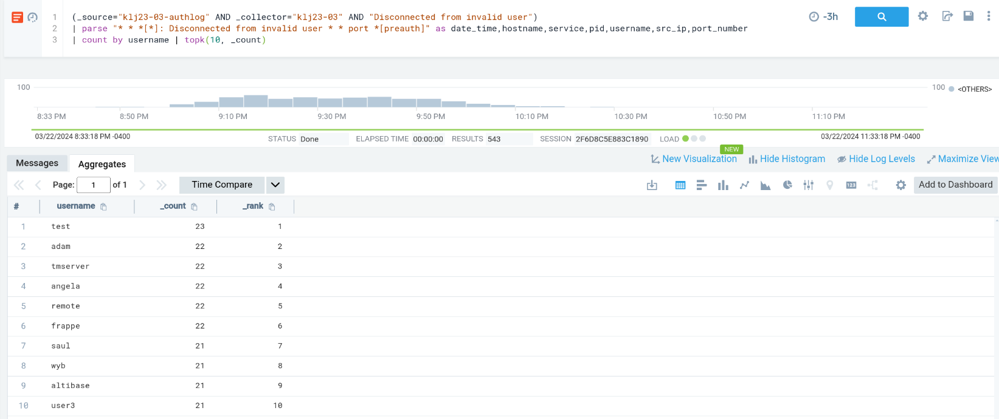 1 (_source="klj23-03-authlog" AND _collector="klj23-03" AND "Disconnected from invalid user")
2 | parse "* * *[*]: Disconnected from invalid user * * port *[preauth]" as date_time,hostname,service,pid,username,src_ip,port_number
3 | count by username | topk(10, _count)
-3h
100
100 <OTHERS>
8:33 PM 8:50 PM 9:10 PM 9:30 PM 9:50 PM 10:10 PM 10:30 PM 10:50 PM 11:10 PM
03/22/2024 8:33:18 PM -0400 STATUS Done ELAPSED TIME 00:00:00 RESULTS 543 SESSION 2F6D8C5E883C1890 LOAD 03/22/2024 11:33:18 PM -0400
NEW
Messages Aggregates New Visualization Hide Histogram Hide Log Levels Maximize View
Page: 1 of 1 Time Compare 123 Add to Dashboard
# username _count _rank
1 test 23 1
2 adam 22 2
3 tmserver 22 3
4 angela 22 4
5 remote 22 5
6 frappe 22 6
7 saul 21 7
8 wyb 21 8
9 altibase 21 9
10 user3 21 10